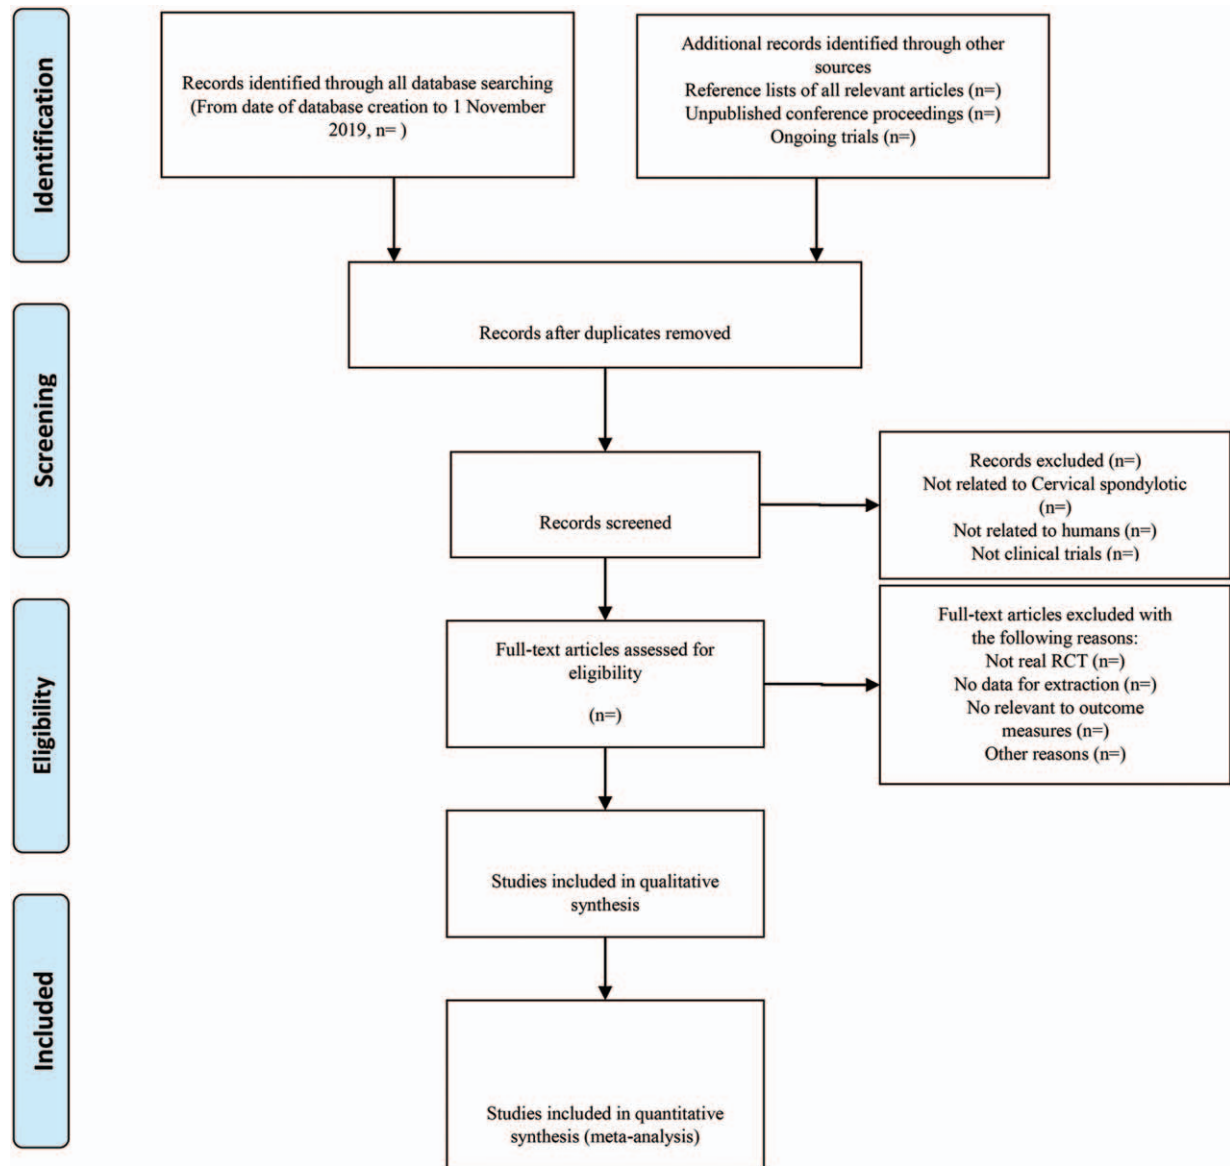 Identification
Records identified through all database searching
(From date of database creation to 1 November
2019, n= )
Additional records identified through other
sources
Reference lists of all relevant articles (n=)
Unpublished conference proceedings (n=)
Ongoing trials (n=)
Records after duplicates removed
Screening
Records screened
Records excluded (n=)
Not related to Cervical spondylotic
(n=)
Not related to humans (n=)
Not clinical trials (n=)
Eligibility
Full-text articles assessed for
eligibility
(n=)
Full-text articles excluded with
the following reasons:
Not real RCT (n=)
No data for extraction (n=)
No relevant to outcome
measures (n=)
Other reasons (n=)
Studies included in qualitative
synthesis
Included
Studies included in quantitative
synthesis (meta-analysis)